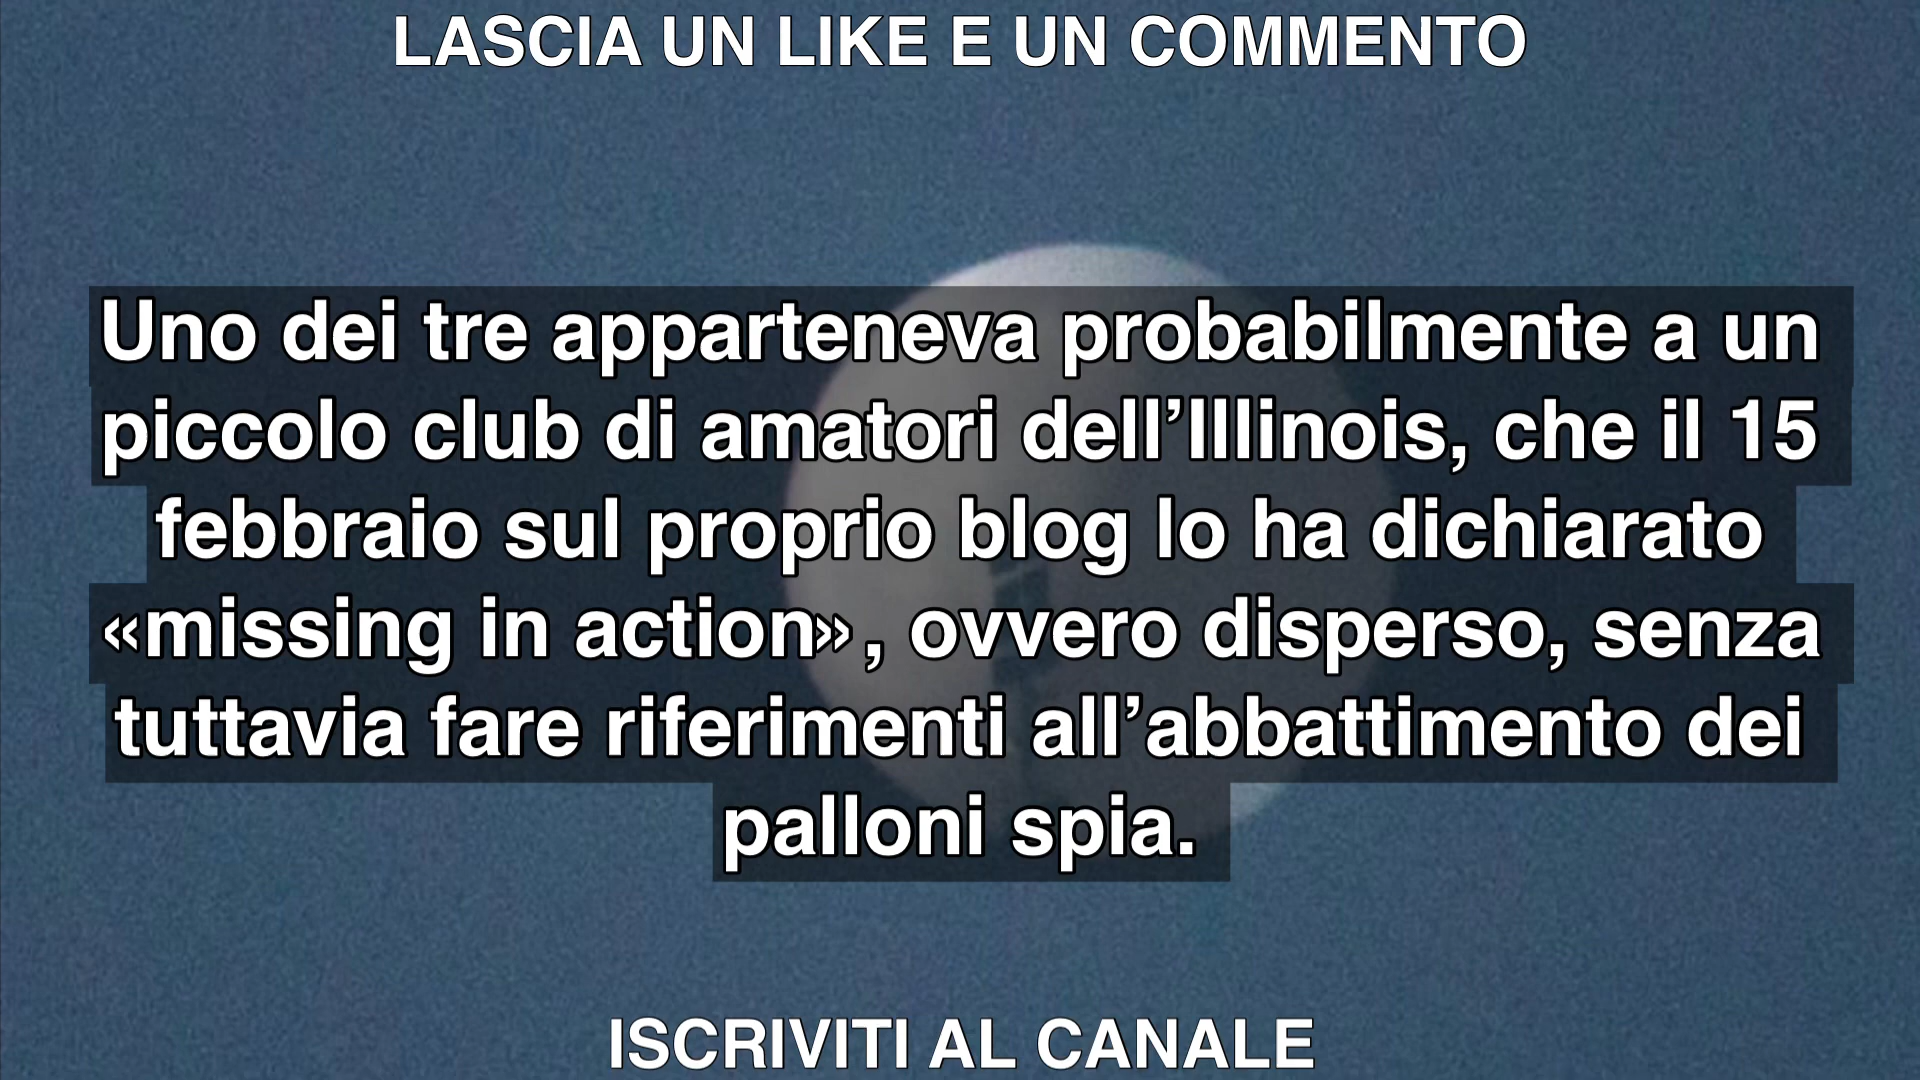 LASCIA UN LIKE E UN COMMENTO
Uno dei tre apparteneva probabilmente a un
piccolo club di amatori dell’Illinois, che il 15
febbraio sul proprio blog lo ha dichiarato
«missing in action», ovvero disperso, senza
tuttavia fare riferimenti all’abbattimento dei
palloni spia.
ISCRIVITI AL CANALE